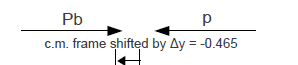 Pb p
c.m. frame shifted by Δy = -0.465